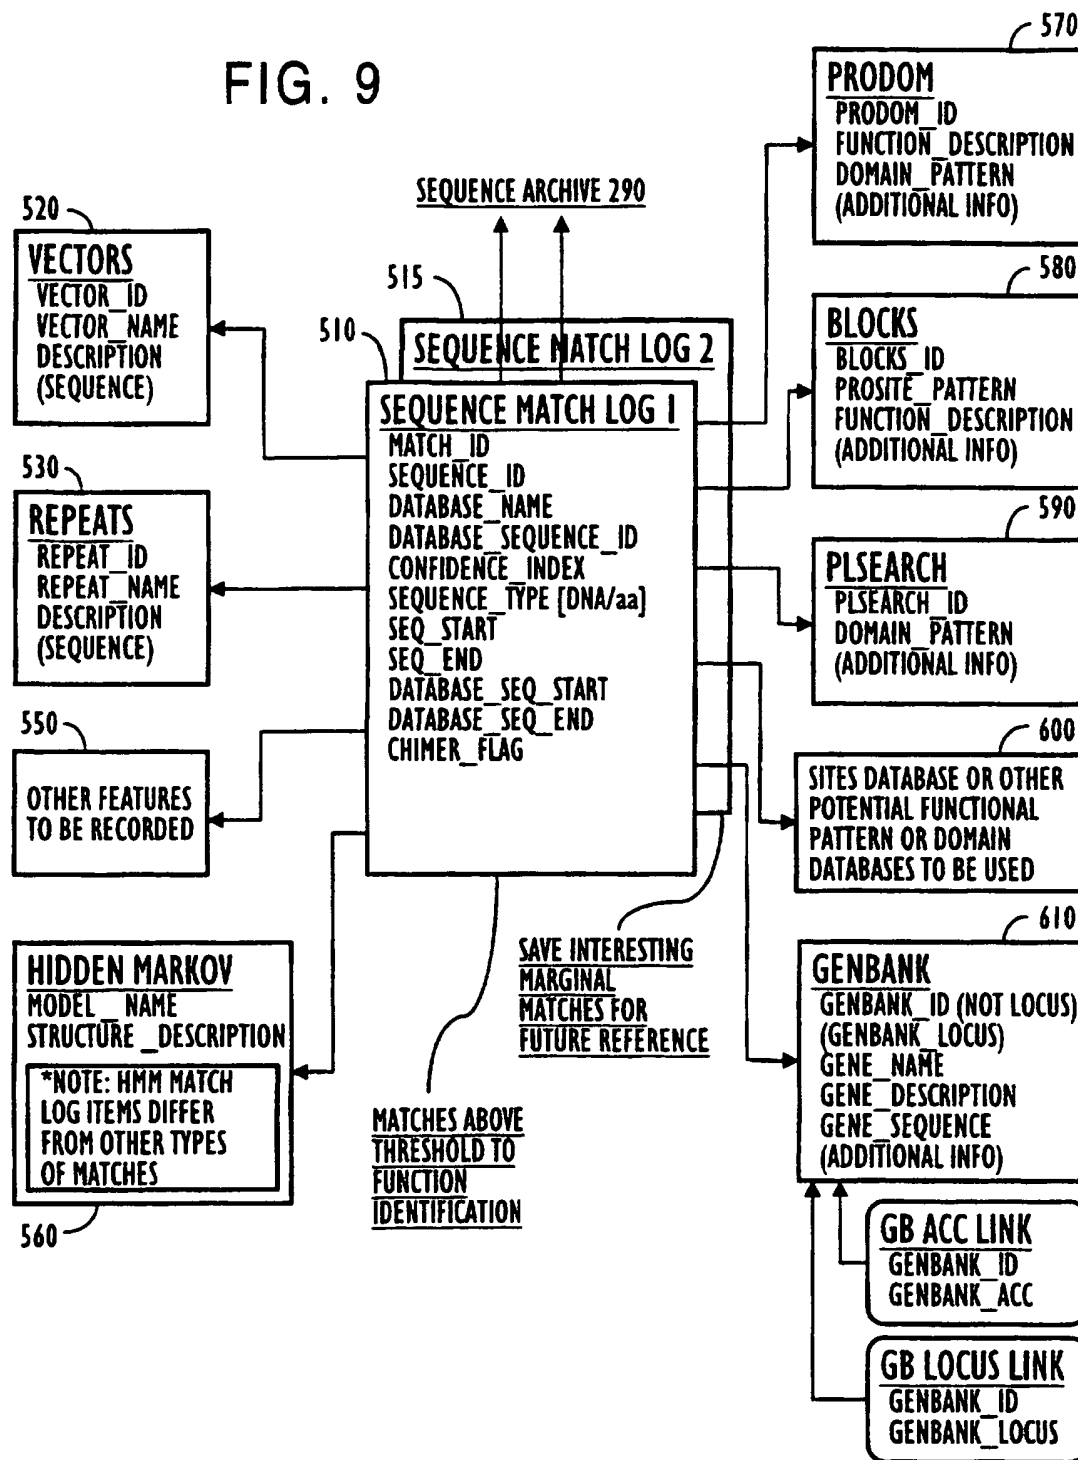 FIG. 9
SEQUENCE ARCHIVE 290
520
VECTORS
VECTOR_ID
VECTOR_NAME
DESCRIPTION
(SEQUENCE)
530
REPEATS
REPEAT_ID
REPEAT_NAME
DESCRIPTION
(SEQUENCE)
550
OTHER FEATURES
TO BE RECORDED
HIDDEN MARKOV
MODEL_NAME
STRUCTURE_DESCRIPTION
*NOTE: HMM MATCH
LOG ITEMS DIFFER
FROM OTHER TYPES
OF MATCHES
560
515
SEQUENCE MATCH LOG 2
510
SEQUENCE MATCH LOG 1
MATCH_ID
SEQUENCE_ID
DATABASE_NAME
DATABASE_SEQUENCE_ID
CONFIDENCE_INDEX
SEQUENCE_TYPE [DNA/aa]
SEQ_START
SEQ_END
DATABASE_SEQ_START
DATABASE_SEQ_END
CHIMER_FLAG
MATCHES ABOVE
THRESHOLD TO
FUNCTION
IDENTIFICATION
SAVE INTERESTING
MARGINAL
MATCHES FOR
FUTURE REFERENCE
570
PRODOM
PRODOM_ID
FUNCTION_DESCRIPTION
DOMAIN_PATTERN
(ADDITIONAL INFO)
580
BLOCKS
BLOCKS_ID
PROSITE_PATTERN
FUNCTION_DESCRIPTION
(ADDITIONAL INFO)
590
PLSEARCH
PLSEARCH_ID
DOMAIN_PATTERN
(ADDITIONAL INFO)
600
SITES DATABASE OR OTHER
POTENTIAL FUNCTIONAL
PATTERN OR DOMAIN
DATABASES TO BE USED
610
GENBANK
GENBANK_ID (NOT LOCUS)
(GENBANK_LOCUS)
GENE_NAME
GENE_DESCRIPTION
GENE_SEQUENCE
(ADDITIONAL INFO)
GB ACC LINK
GENBANK_ID
GENBANK_ACC
GB LOCUS LINK
GENBANK_ID
GENBANK_LOCUS